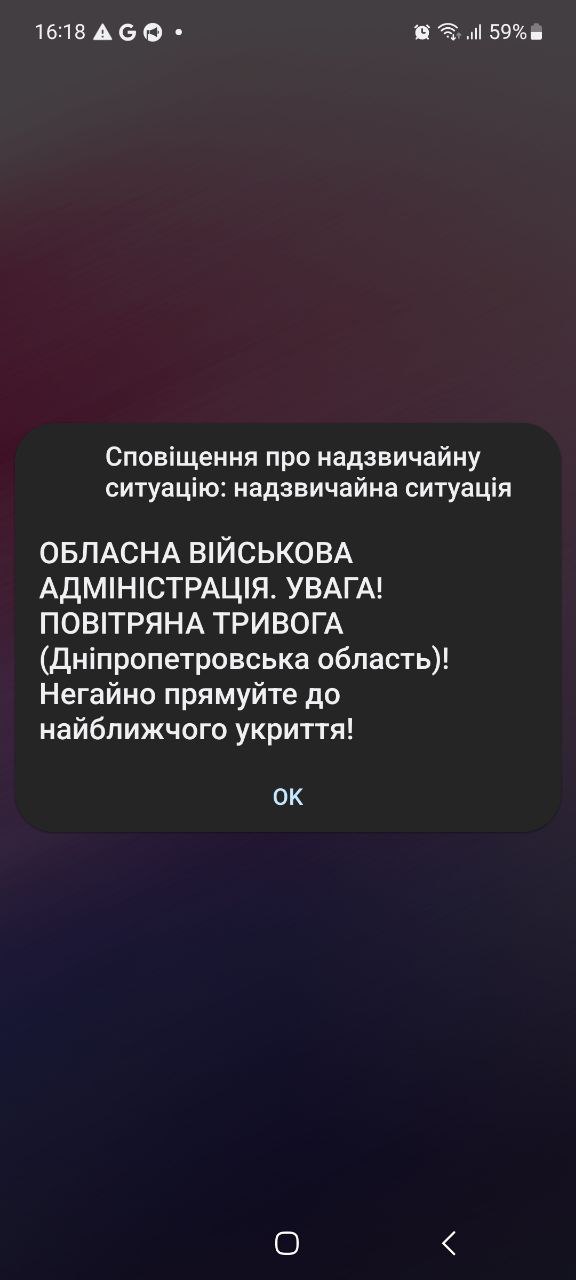 16:18 G 59%
Сповіщення про надзвичайну
ситуацію: надзвичайна ситуація
ОБЛАСНА ВІЙСЬКОВА
АДМІНІСТРАЦІЯ. УВАГА!
ПОВІТРЯНА ТРИВОГА
(Дніпропетровська область)!
Негайно прямуйте до
найближчого укриття!
OK